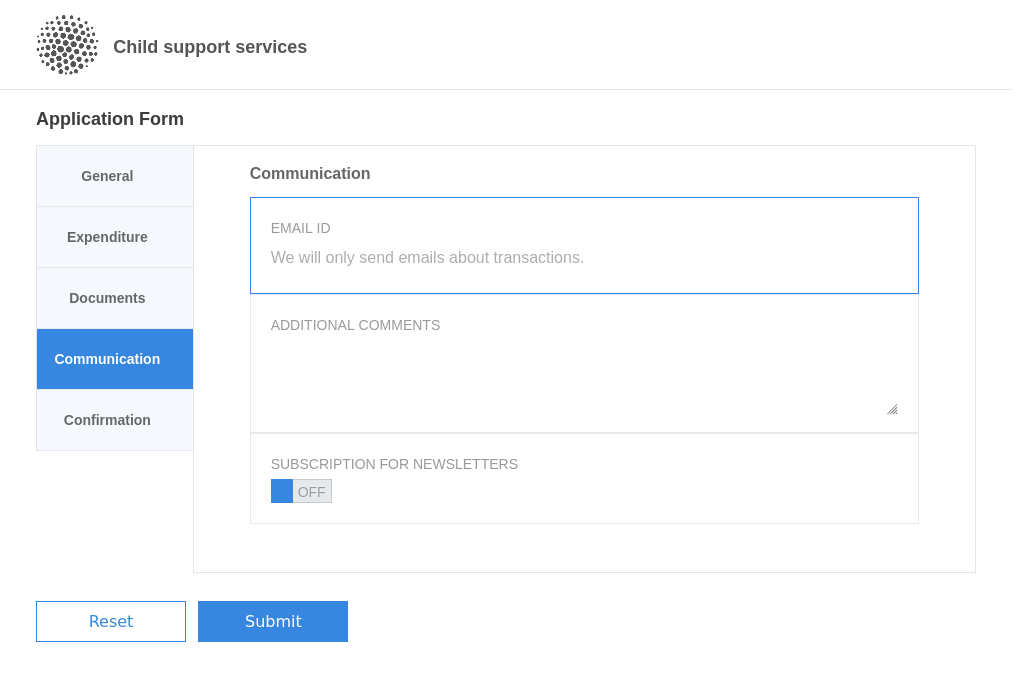 Child support services
Application Form
General
Expenditure
Documents
Communication
Confirmation
Communication
EMAIL ID
We will only send emails about transactions.
ADDITIONAL COMMENTS
SUBSCRIPTION FOR NEWSLETTERS
OFF
Reset
Submit